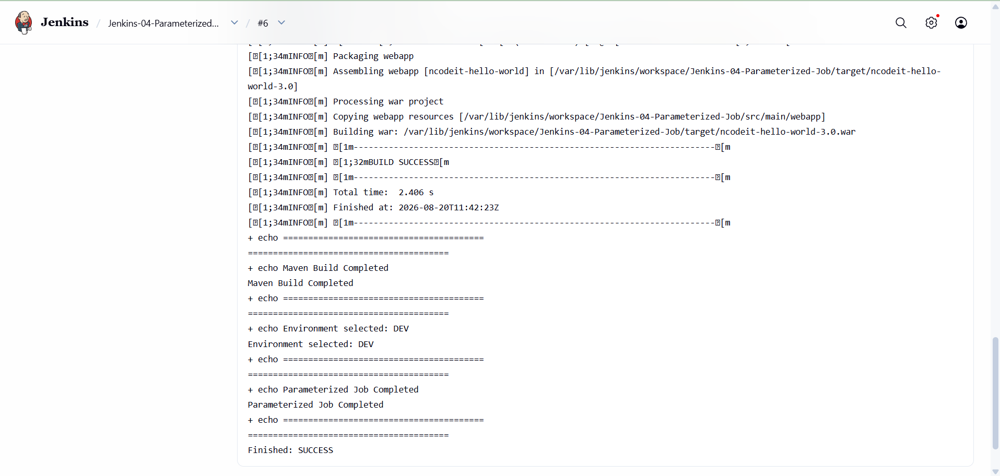 Jenkins / Jenkins-04-Parameterized... / #6
[[1;34mINFO[m] Packaging webapp
[[1;34mINFO[m] Assembling webapp [ncodeit-hello-world] in [/var/lib/jenkins/workspace/Jenkins-04-Parameterized-Job/target/ncodeit-hello-
world-3.0]
[[1;34mINFO[m] Processing war project
[[1;34mINFO[m] Copying webapp resources [/var/lib/jenkins/workspace/Jenkins-04-Parameterized-Job/src/main/webapp]
[[1;34mINFO[m] Building war: /var/lib/jenkins/workspace/Jenkins-04-Parameterized-Job/target/ncodeit-hello-world-3.0.war
[[1;34mINFO[m] [1m------------------------------------------------------------------------[m
[[1;34mINFO[m] [1;32mBUILD SUCCESS[m
[[1;34mINFO[m] [1m------------------------------------------------------------------------[m
[[1;34mINFO[m] Total time:  2.406 s
[[1;34mINFO[m] Finished at: 2026-08-20T11:42:23Z
[[1;34mINFO[m] [1m------------------------------------------------------------------------[m
+ echo ========================================
========================================
+ echo Maven Build Completed
Maven Build Completed
+ echo ========================================
========================================
+ echo Environment selected: DEV
Environment selected: DEV
+ echo ========================================
========================================
+ echo Parameterized Job Completed
Parameterized Job Completed
+ echo ========================================
========================================
Finished: SUCCESS